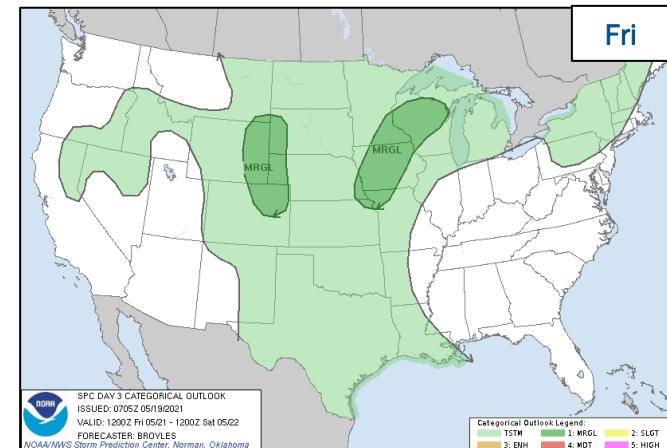 Fri
MRGL
MRGL
NOAA
SPC DAY 3 CATEGORICAL OUTLOOK
ISSUED: 0705Z 05/19/2021
VALID: 1200Z Fri 05/21 - 1200Z Sat 05/22
FORECASTER: BROYLES
NOAA/NWS Storm Prediction Center, Norman, Oklahoma
Categorical Outlook Legend:
TSTM 1: MRGL 2: SLGT
3: ENH 4: MDT 5: HIGH